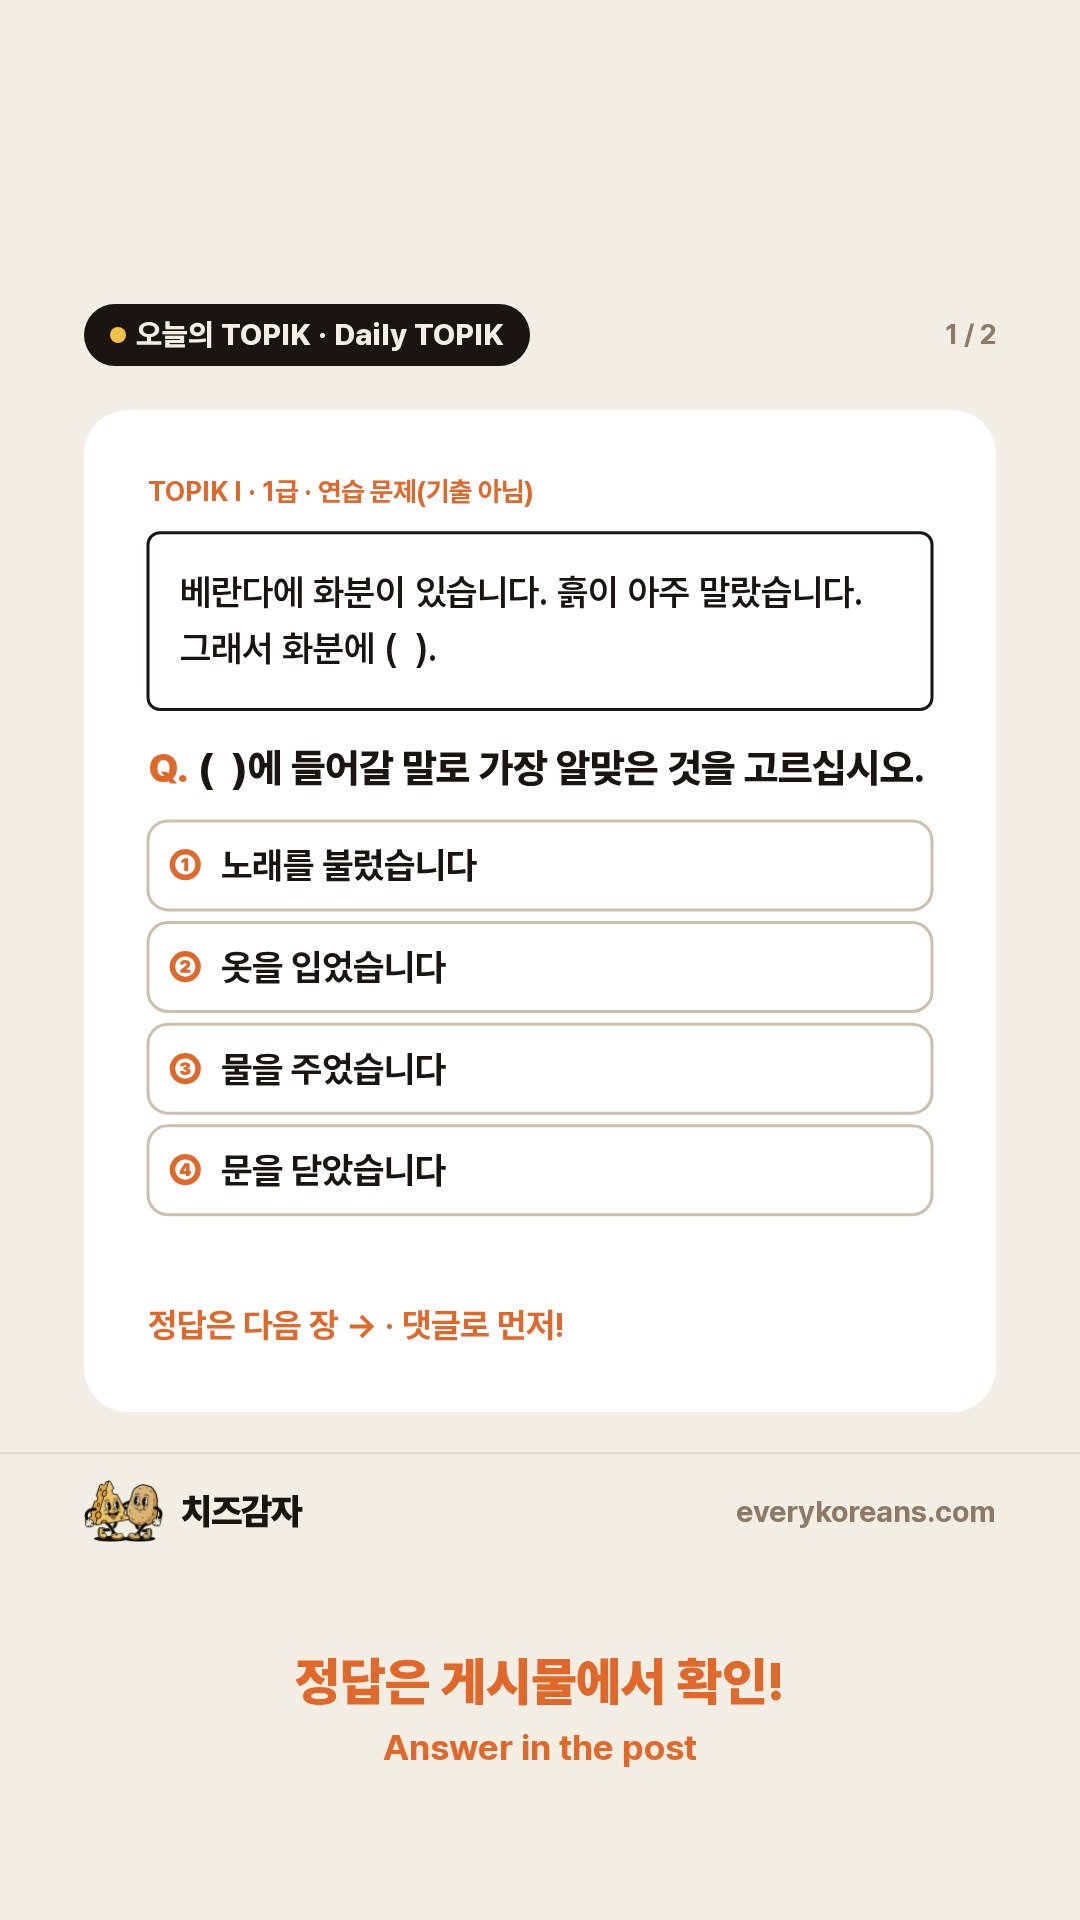 오늘의 TOPIK · Daily TOPIK
1 / 2
TOPIK I · 1급 · 연습 문제(기출 아님)
베란다에 화분이 있습니다. 흙이 아주 말랐습니다.
그래서 화분에 ( ).
Q. ( )에 들어갈 말로 가장 알맞은 것을 고르십시오.
① 노래를 불렀습니다
② 옷을 입었습니다
③ 물을 주었습니다
④ 문을 닫았습니다
정답은 다음 장 → · 댓글로 먼저!
치즈감자
everykoreans.com
정답은 게시물에서 확인!
Answer in the post